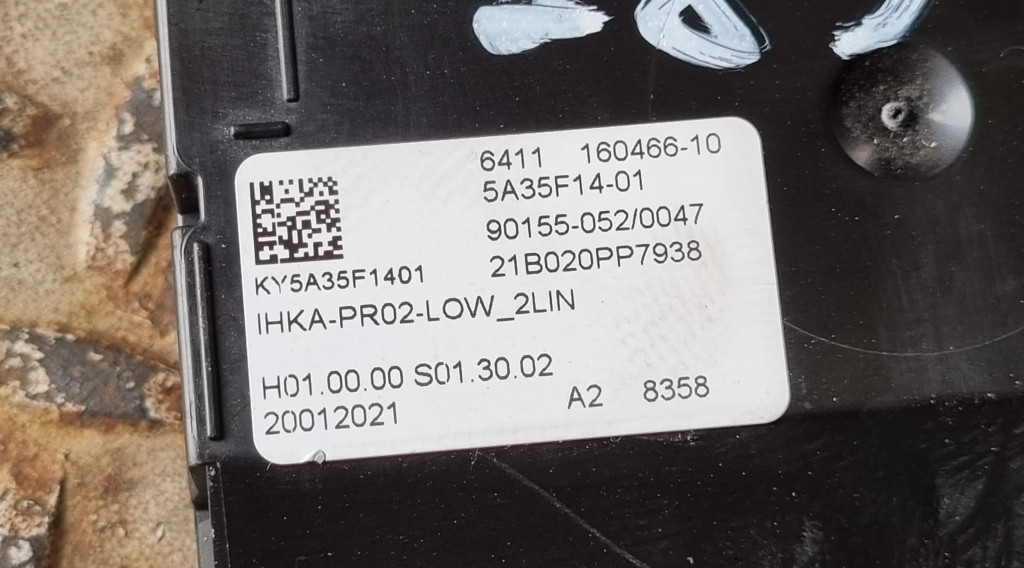 6411 160466-10
5A35F14-01
90155-052/0047
21B020PP7938
KY5A35F1401
IHKA-PR02-LOW_2LIN
H01.00.00 S01.30.02
20012021 A2 8358